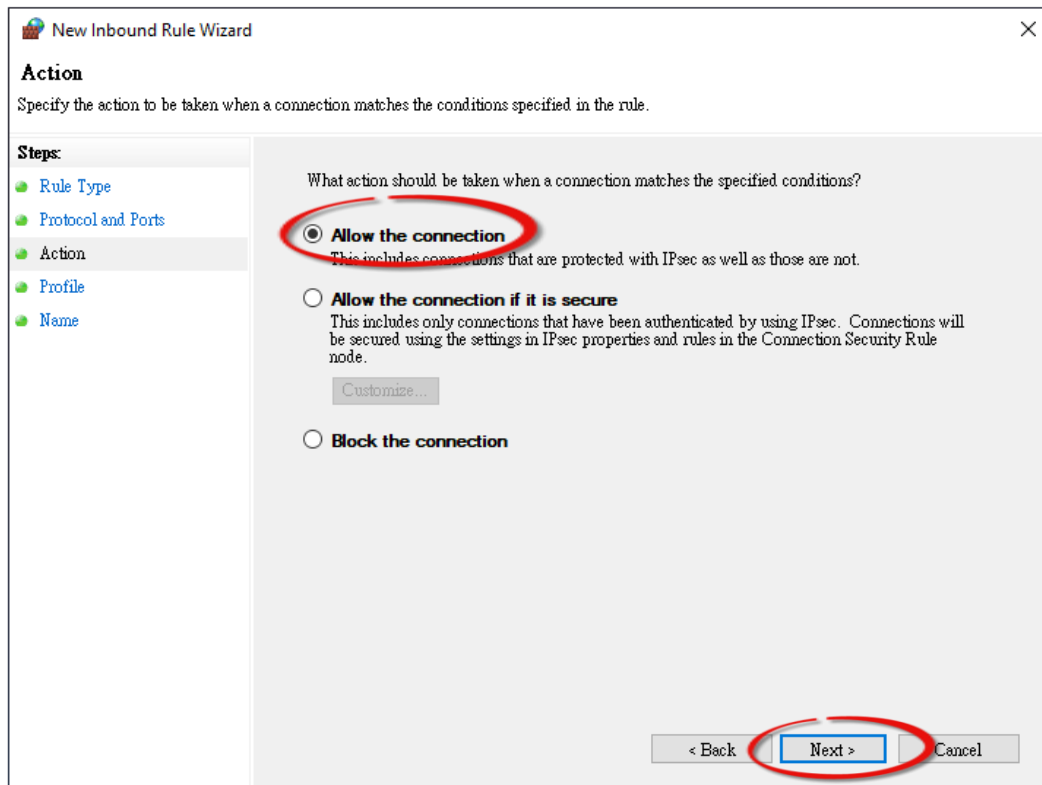 New Inbound Rule Wizard
Action
Specify the action to be taken when a connection matches the conditions specified in the rule.
Steps:
Rule Type
Protocol and Ports
Action
Profile
Name
What action should be taken when a connection matches the specified conditions?
Allow the connection
This includes connections that are protected with IPsec as well as those are not.
Allow the connection if it is secure
This includes only connections that have been authenticated by using IPsec. Connections will
be secured using the settings in IPsec properties and rules in the Connection Security Rule
node.
Customize...
Block the connection
< Back
Next >
Cancel